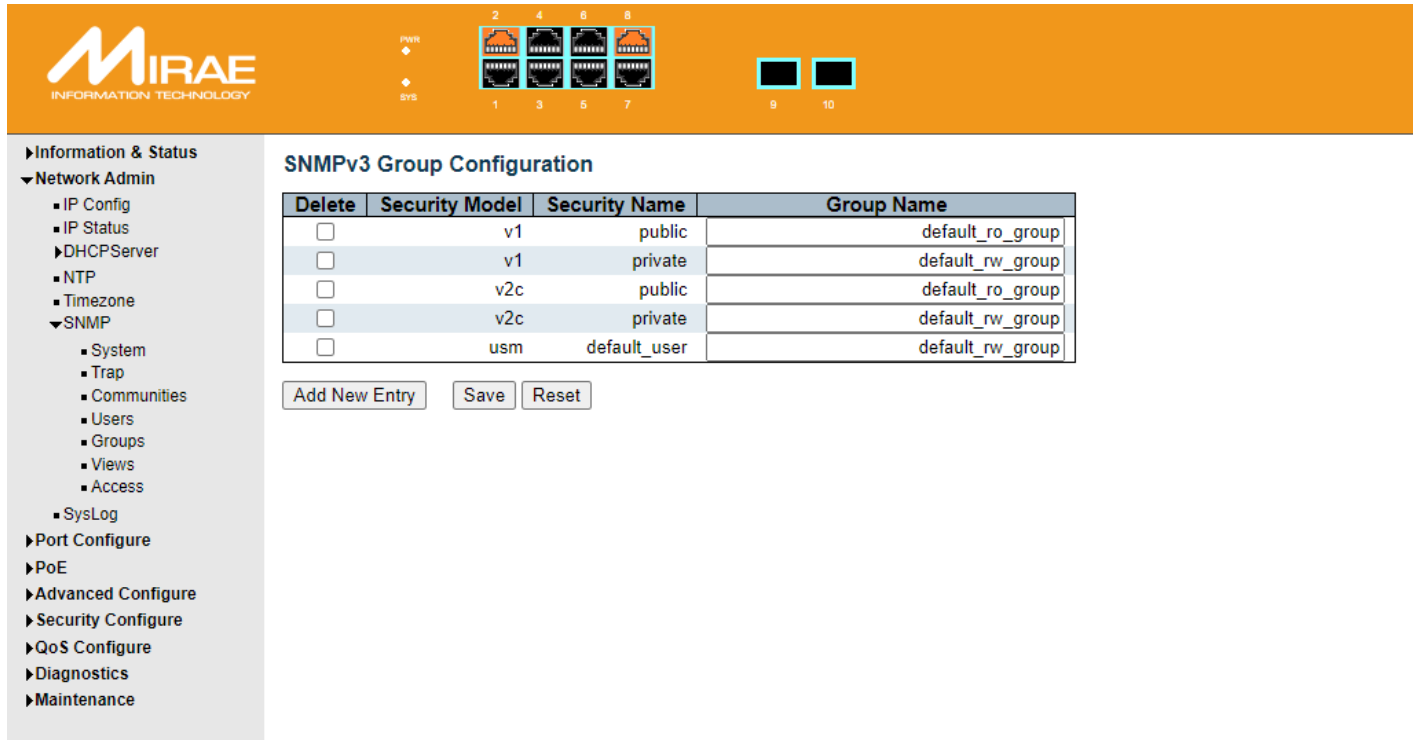 2 4 6 8
PWR
MIRAE
INFORMATION TECHNOLOGY
SYS
1 3 5 7
9 10
Information & Status
Network Admin
IP Config
IP Status
DHCPServer
NTP
Timezone
SNMP
System
Trap
Communities
Users
Groups
Views
Access
SysLog
Port Configure
PoE
Advanced Configure
Security Configure
QoS Configure
Diagnostics
Maintenance
SNMPv3 Group Configuration
Delete Security Model Security Name Group Name
v1 public default_ro_group
v1 private default_rw_group
v2c public default_ro_group
v2c private default_rw_group
usm default_user default_rw_group
Add New Entry Save Reset